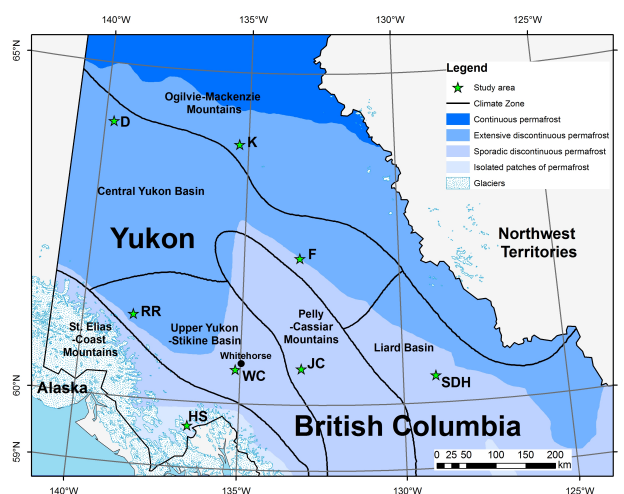 140°W
135°W
130°W
125°W
65°N
65°N
Legend
Study area
Climate Zone
Continuous permafrost
Extensive discontinuous permafrost
Sporadic discontinuous permafrost
Isolated patches of permafrost
Glaciers
Ogilvie-Mackenzie
Mountains
D
K
Central Yukon Basin
Yukon
Northwest
Territories
F
RR
Pelly
-Cassiar
Mountains
St. Elias
-Coast
Mountains
Upper Yukon
-Stikine Basin
Liard Basin
Whitehorse
WC
JC
SDH
Alaska
60°N
60°N
HS
British Columbia
0 25 50 100 150 200
km
59°N
59°N
140°W
135°W
130°W
125°W